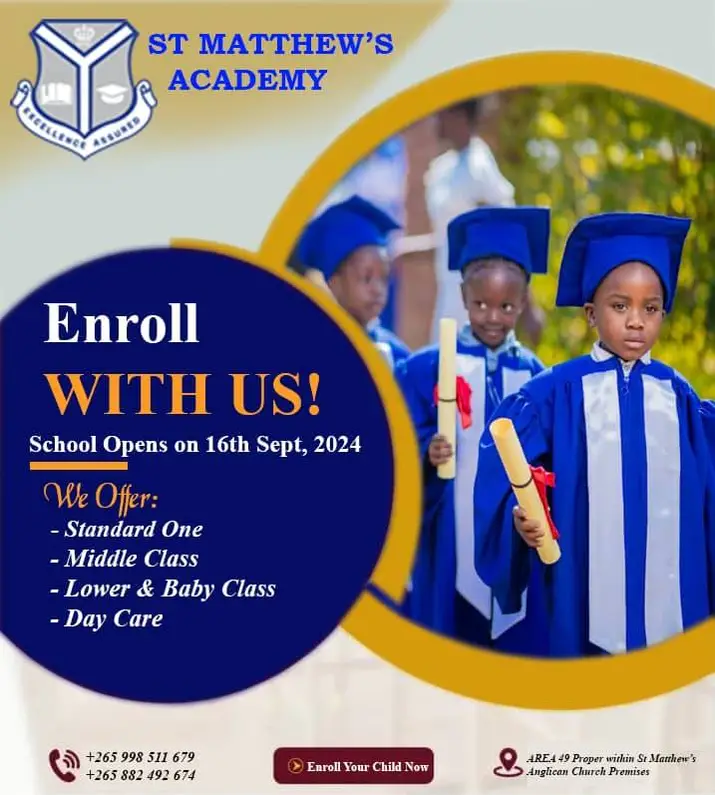 ST MATTHEW'S
ACADEMY
EXCELLENCE ASSURED
Enroll
WITH US!
School Opens on 16th Sept, 2024
We Offer:
- Standard One
- Middle Class
- Lower & Baby Class
- Day Care
+265 998 511 679
+265 882 492 674
Enroll Your Child Now
AREA 49 Proper within St Matthew's
Anglican Church Premises